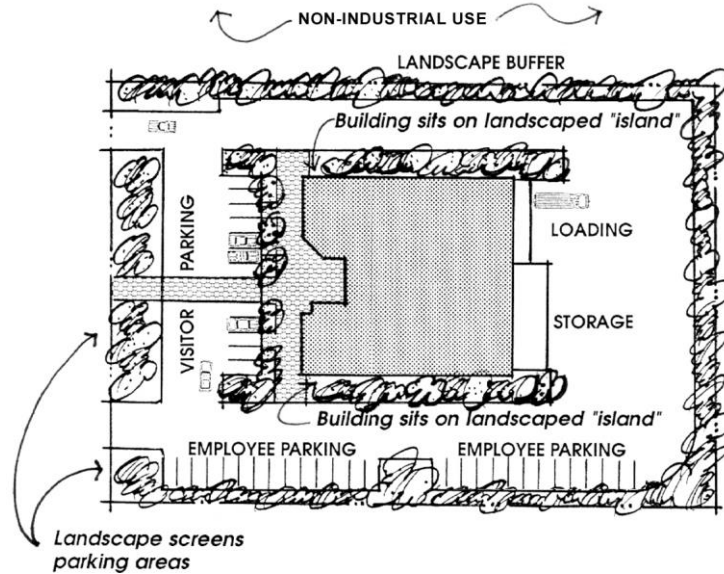 NON-INDUSTRIAL USE
LANDSCAPE BUFFER
Building sits on landscaped "island"
PARKING
LOADING
STORAGE
VISITOR
Building sits on landscaped "island"
EMPLOYEE PARKING
EMPLOYEE PARKING
Landscape screens
parking areas